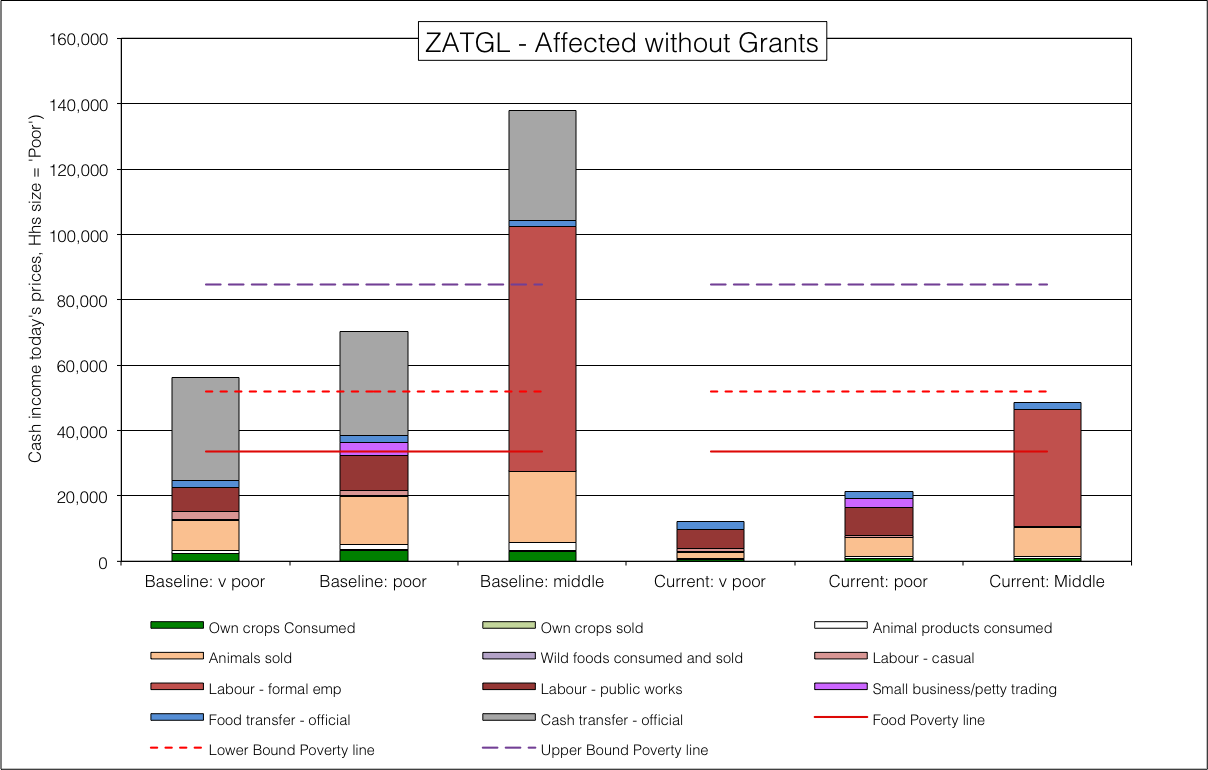 ZATGL - Affected without Grants
Cash income today's prices, Hhs size = 'Poor')
160,000
140,000
120,000
100,000
80,000
60,000
40,000
20,000
0
Baseline: v poor Baseline: poor Baseline: middle Current: v poor Current: poor Current: Middle
Own crops Consumed Own crops sold Animal products consumed
Animals sold Wild foods consumed and sold Labour - casual
Labour - formal emp Labour - public works Small business/petty trading
Food transfer - official Cash transfer - official Food Poverty line
Lower Bound Poverty line Upper Bound Poverty line